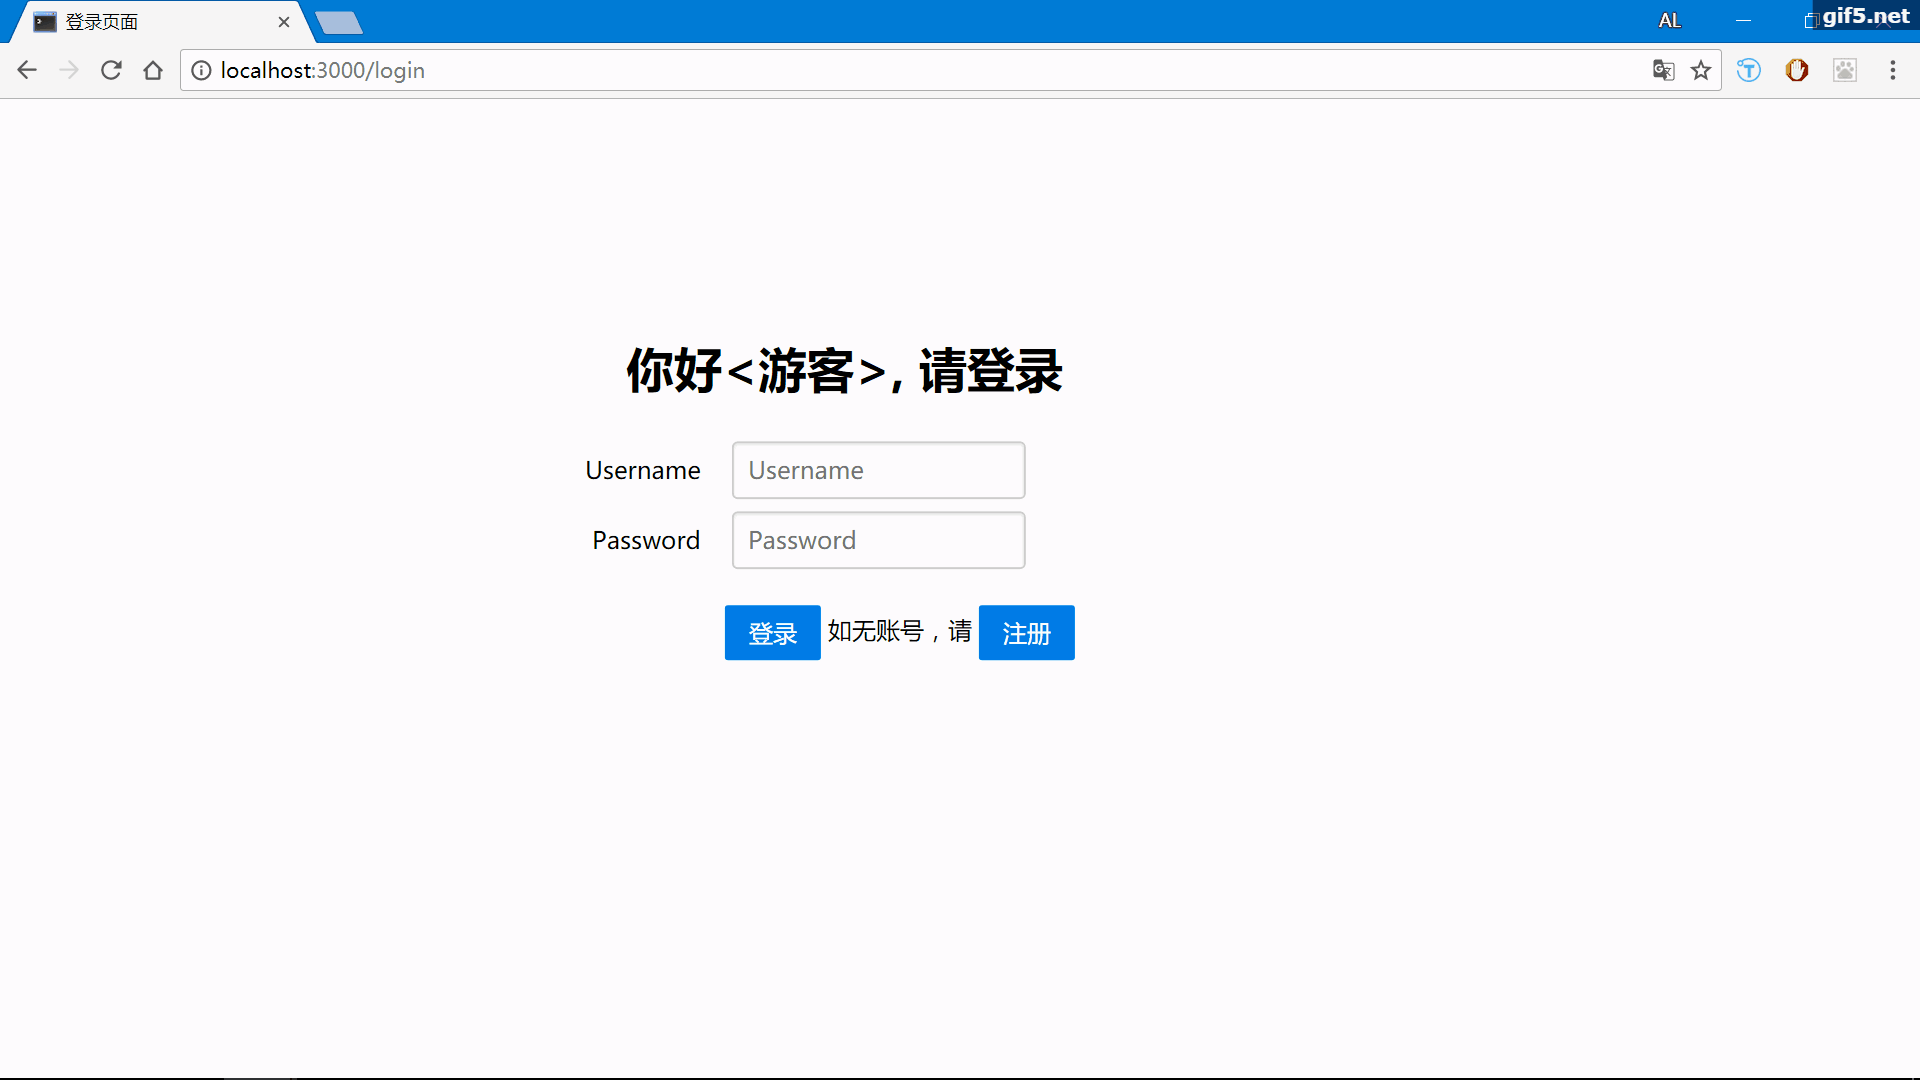 登录页面
AL
gif5.net
localhost:3000/login
你好<游客>, 请登录
Username
Username
Password
Password
登录 如无账号，请 注册